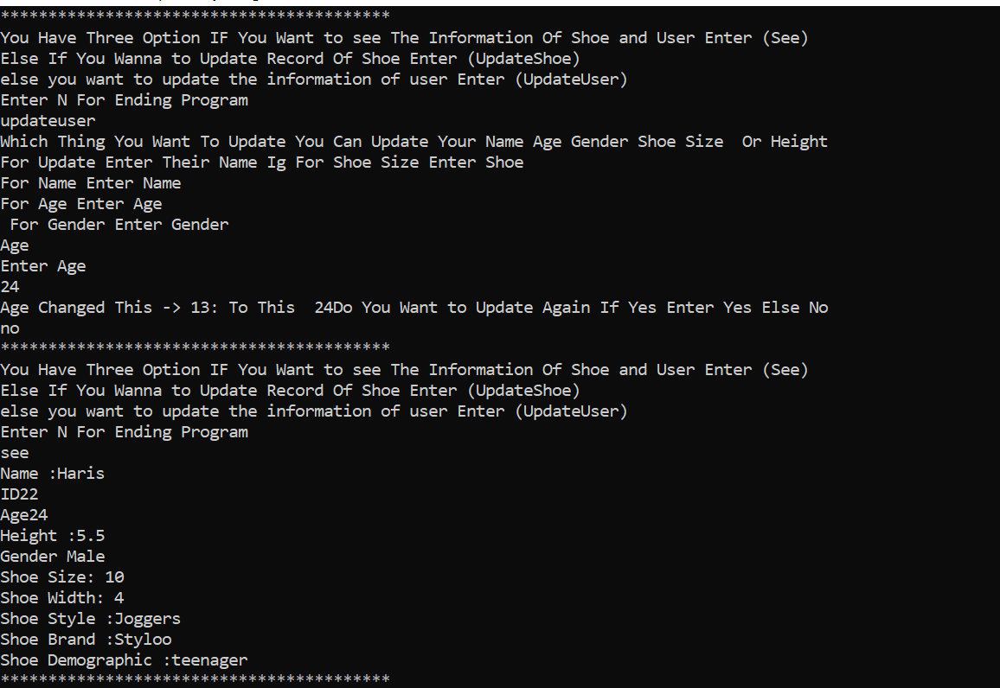 *****************************************
You Have Three Option IF You Want to see The Information Of Shoe and User Enter (See)
Else If You Wanna to Update Record Of Shoe Enter (UpdateShoe)
else you want to update the information of user Enter (UpdateUser)
Enter N For Ending Program
updateuser
Which Thing You Want To Update You Can Update Your Name Age Gender Shoe Size  Or Height
For Update Enter Their Name Ig For Shoe Size Enter Shoe
For Name Enter Name
For Age Enter Age
 For Gender Enter Gender
Age
Enter Age
24
Age Changed This -> 13: To This  24Do You Want to Update Again If Yes Enter Yes Else No
no
*****************************************
You Have Three Option IF You Want to see The Information Of Shoe and User Enter (See)
Else If You Wanna to Update Record Of Shoe Enter (UpdateShoe)
else you want to update the information of user Enter (UpdateUser)
Enter N For Ending Program
see
Name :Haris
ID22
Age24
Height :5.5
Gender Male
Shoe Size: 10
Shoe Width: 4
Shoe Style :Joggers
Shoe Brand :Styloo
Shoe Demographic :teenager
*****************************************